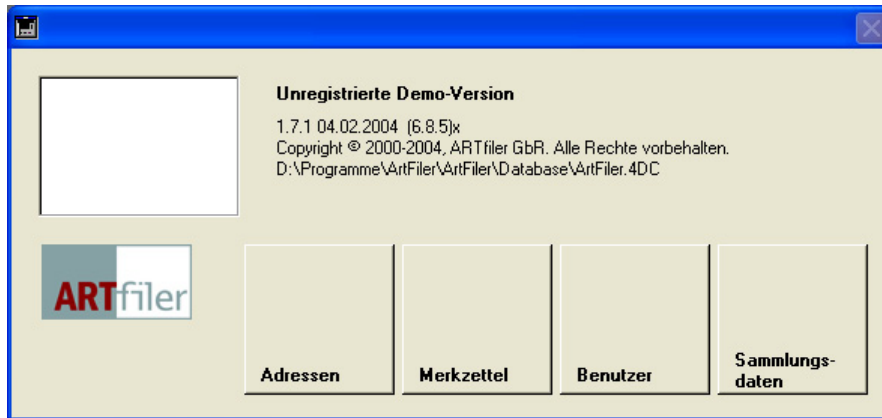 Unregistrierte Demo-Version
1.7.1 04.02.2004 (6.8.5)x
Copyright © 2000-2004, ARTfiler GbR. Alle Rechte vorbehalten.
D:\Programme\ArtFiler\ArtFiler\Database\ArtFiler.4DC
ARTfiler
Adressen
Merkzettel
Benutzer
Sammlungs-
daten